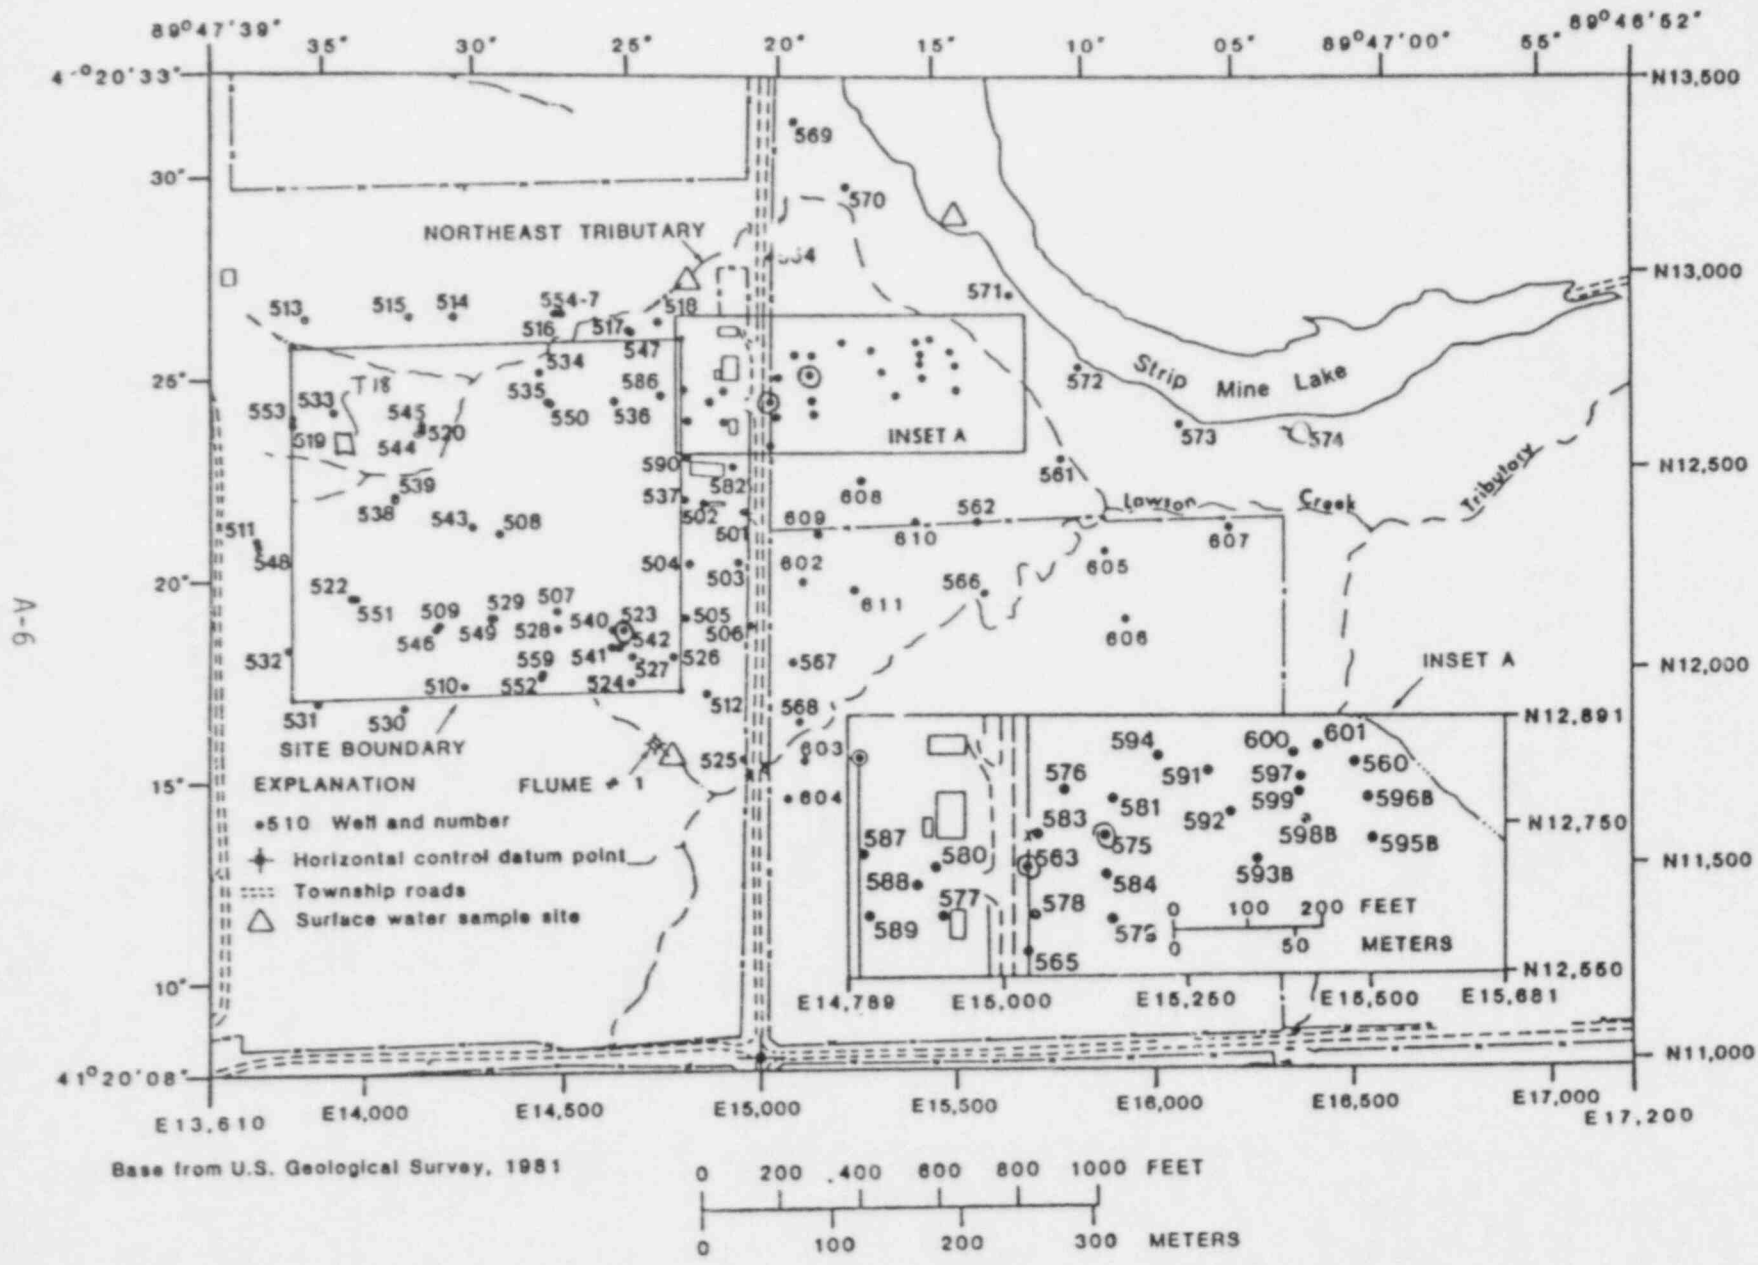 89°47'39"
35"
30"
25"
20"
15"
10"
05"
89°47'00"
55"
89°46'52"
4-°20'33"
N13,500
569
30"
570
NORTHEAST TRIBUTARY
N13,000
513
515
514
554-7
516
517
518
547
571
534
25"
535
550
586
536
572
Strip Mine Lake
T18
533
553
519
545
520
544
INSET A
573
574
590
582
561
N12,500
539
538
537
502
501
608
609
610
562
Lawson Creek
Tributary
607
511
543
508
548
504
503
602
605
20"
522
551
509
546
529
549
507
528
540
523
542
541
505
506
611
566
606
532
559
552
527
526
524
567
N12,000
510
512
568
531
530
SITE BOUNDARY
525
603
604
INSET A
N12,891
EXPLANATION
FLUME # 1
15"
•510 Well and number
Horizontal control datum point
Township roads
Surface water sample site
594
600
601
576
591
597
560
581
599
596B
583
592
N12,750
587
575
598B
595B
580
563
N11,500
588
584
593B
577
578
0 100 200 FEET
589
0 50 METERS
565
N12,550
10"
E14,789
E15,000
E15,250
E15,500
E15,681
N11,000
41°20'08"
E13,610
E14,000
E14,500
E15,000
E15,500
E16,000
E16,500
E17,000
E17,200
Base from U.S. Geological Survey, 1981
0 200 .400 600 800 1000 FEET
0 100 200 300 METERS
A-6